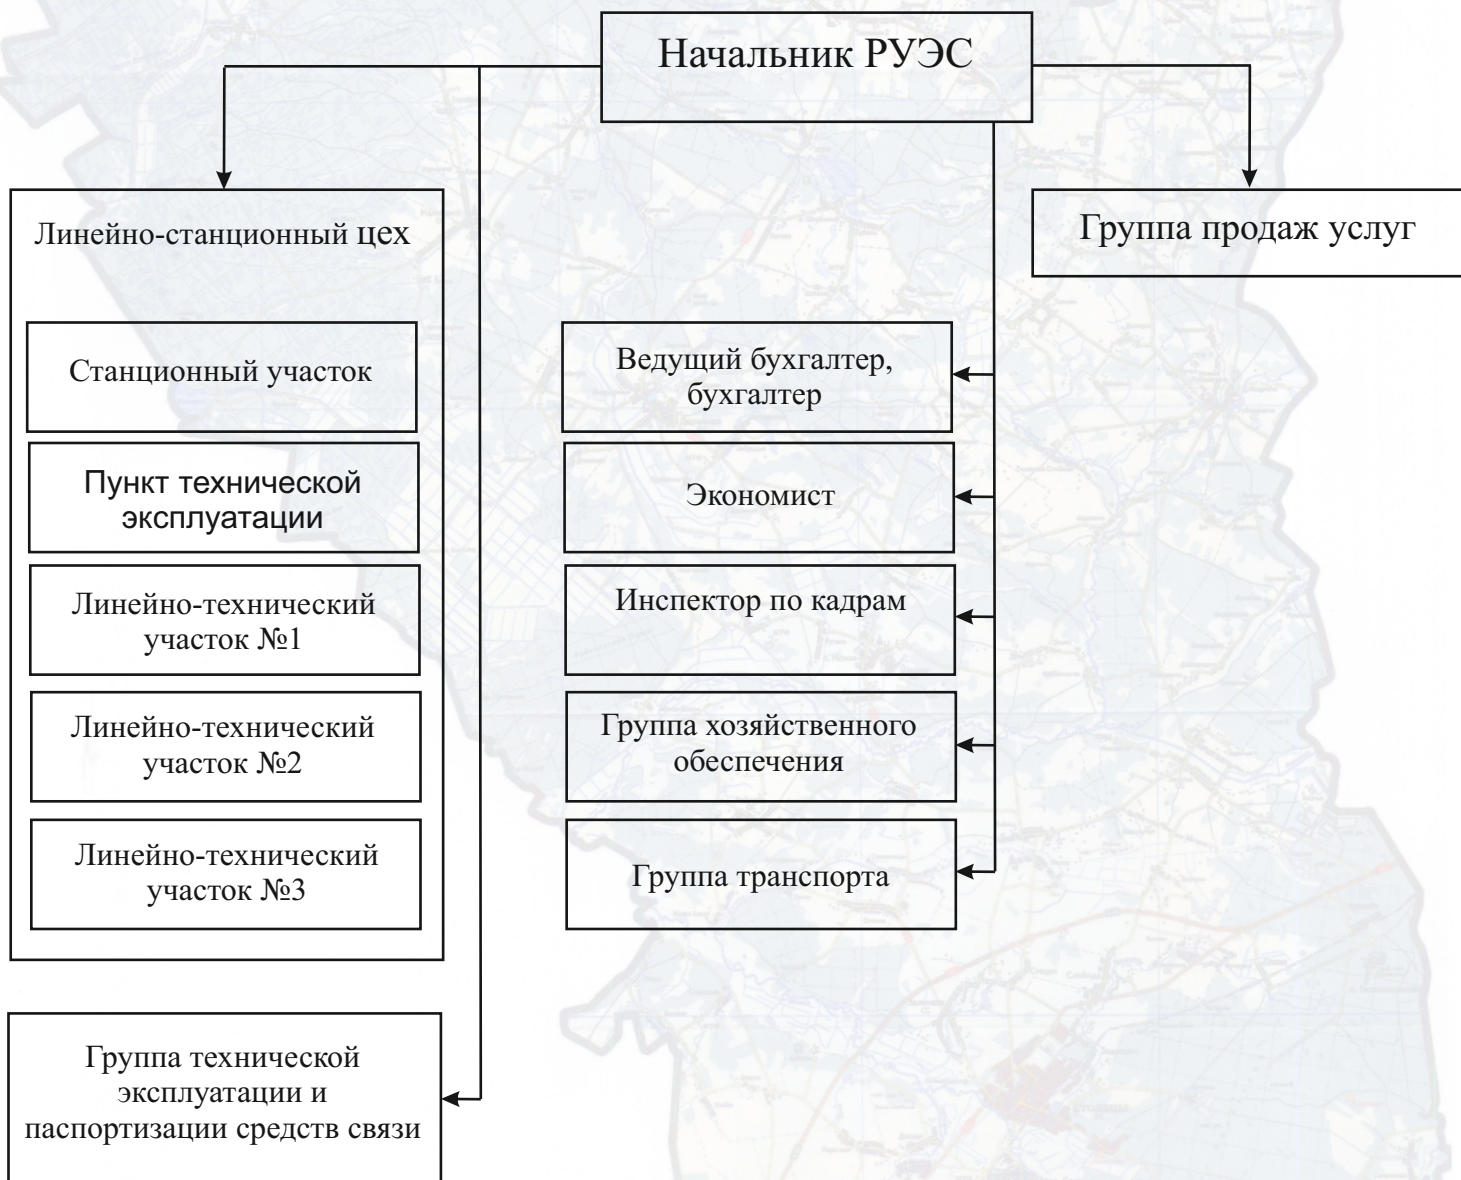 Начальник РУЭС
Линейно-станционный цех
Группа продаж услуг
Станционный участок
Пункт технической
эксплуатации
Линейно-технический
участок №1
Линейно-технический
участок №2
Линейно-технический
участок №3
Ведущий бухгалтер,
бухгалтер
Экономист
Инспектор по кадрам
Группа хозяйственного
обеспечения
Группа транспорта
Группа технической
эксплуатации и
паспортизации средств связи